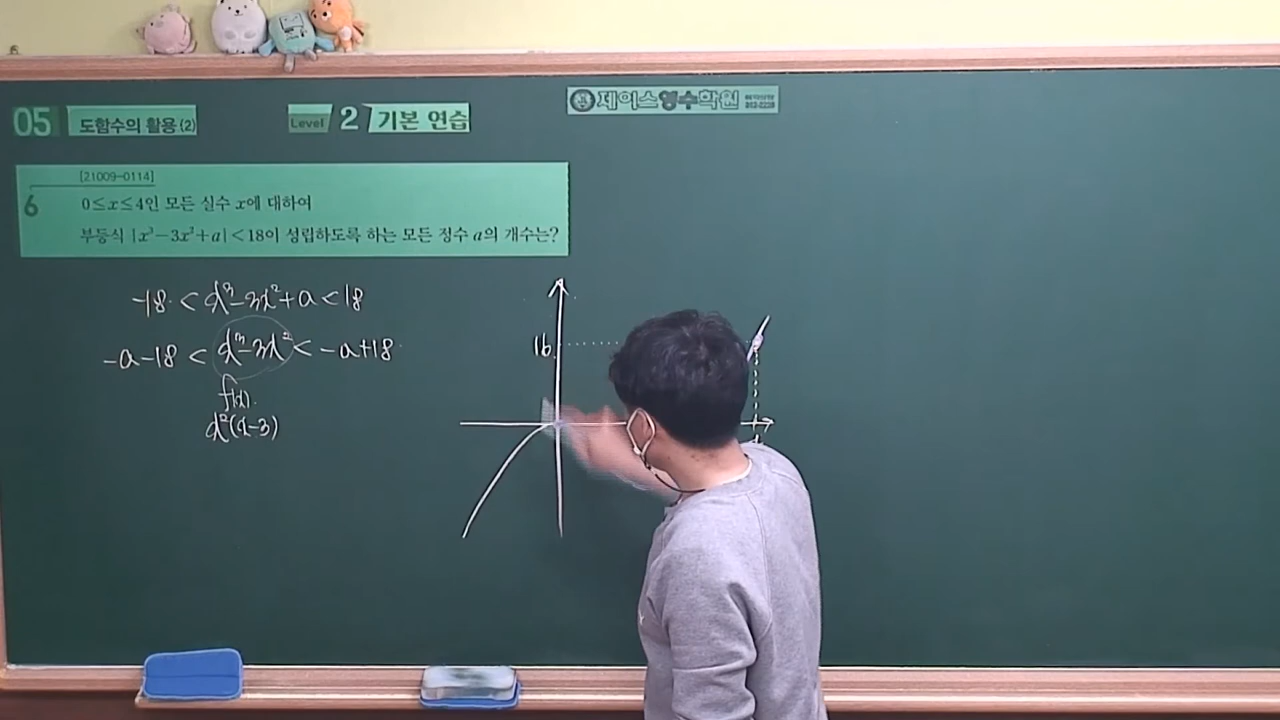 05 도함수의 활용 (2)
Level 2 기본 연습
제이스영수학원
[21009-0114]
6
0≤x≤4인 모든 실수 x에 대하여
부등식 |x³-3x²+a|<18이 성립하도록 하는 모든 정수 a의 개수는?
-18 < x³-3x²+a < 18
-a-18 < x³-3x² < -a+18
f(x).
x²(x-3)
16